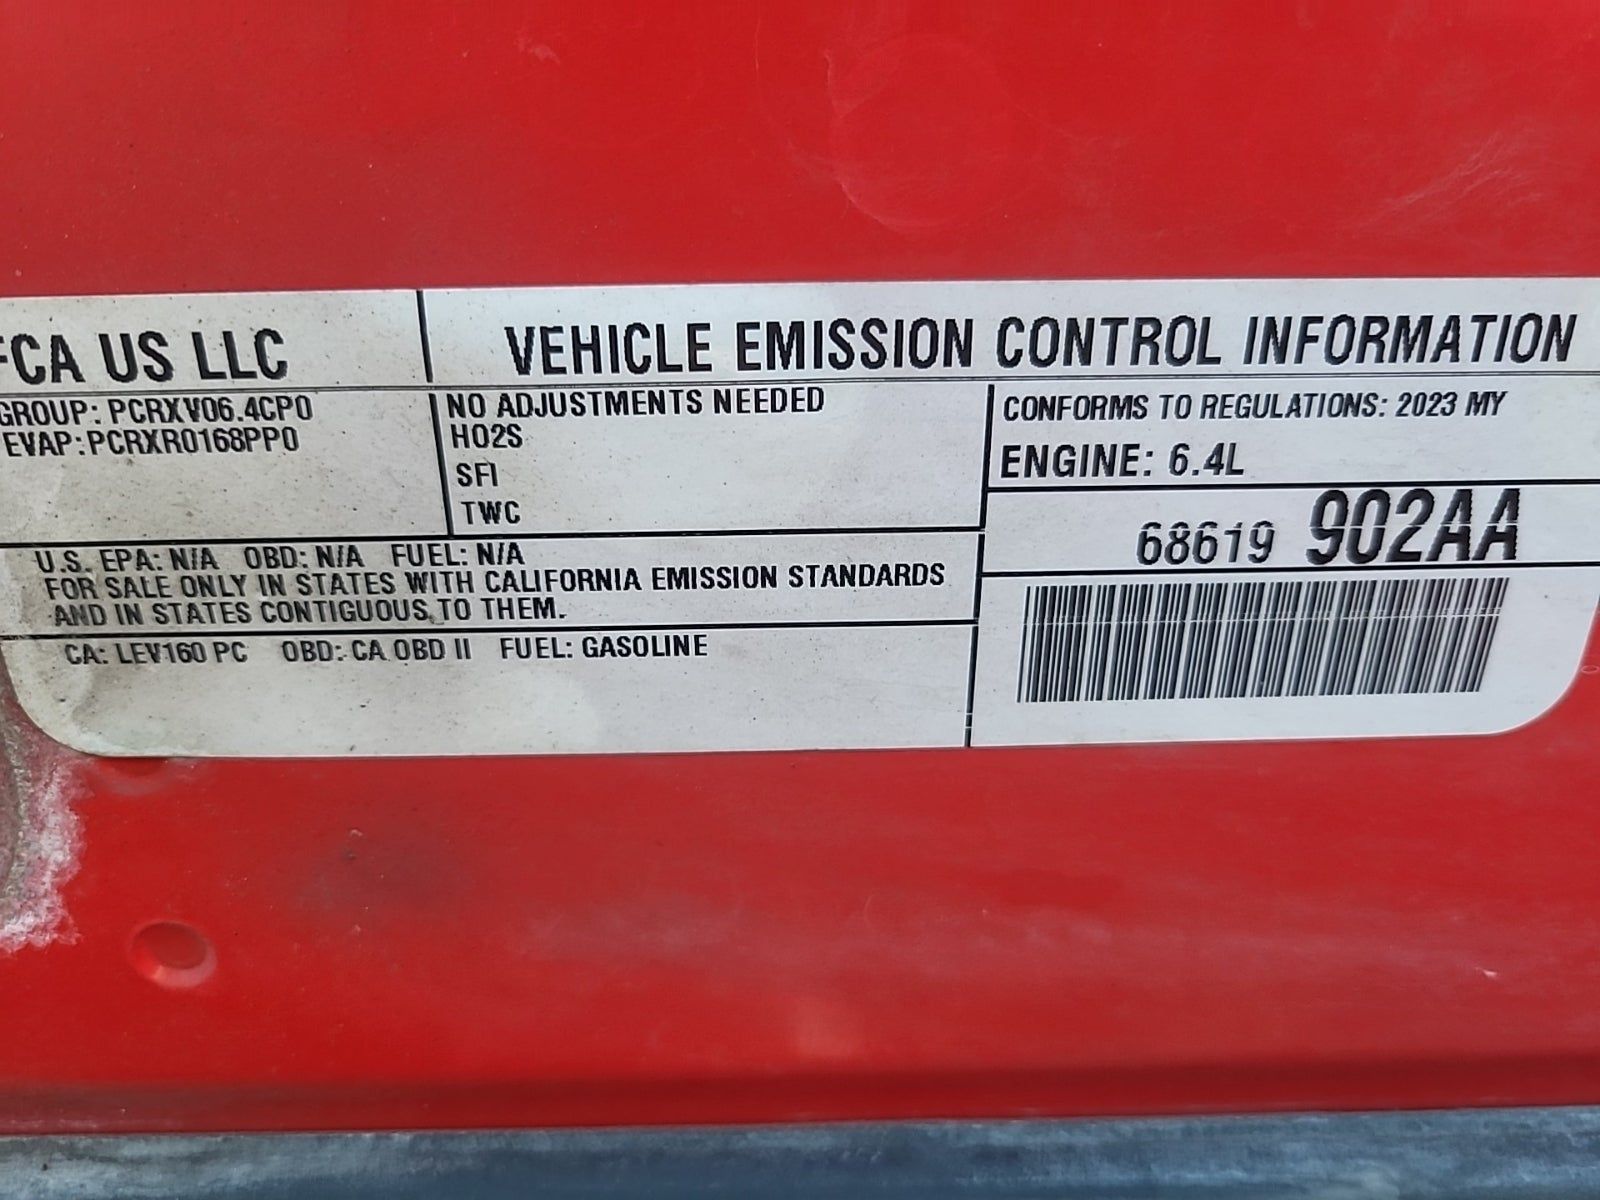 FCA US LLC
VEHICLE EMISSION CONTROL INFORMATION
GROUP: PCRXV06.4CP0
EVAP: PCRXR0168PP0
NO ADJUSTMENTS NEEDED
HO2S
SFI
TWC
CONFORMS TO REGULATIONS: 2023 MY
ENGINE: 6.4L
68619 902AA
U.S. EPA: N/A OBD: N/A FUEL: N/A
FOR SALE ONLY IN STATES WITH CALIFORNIA EMISSION STANDARDS
AND IN STATES CONTIGUOUS TO THEM.
CA: LEV160 PC OBD: CA OBD II FUEL: GASOLINE